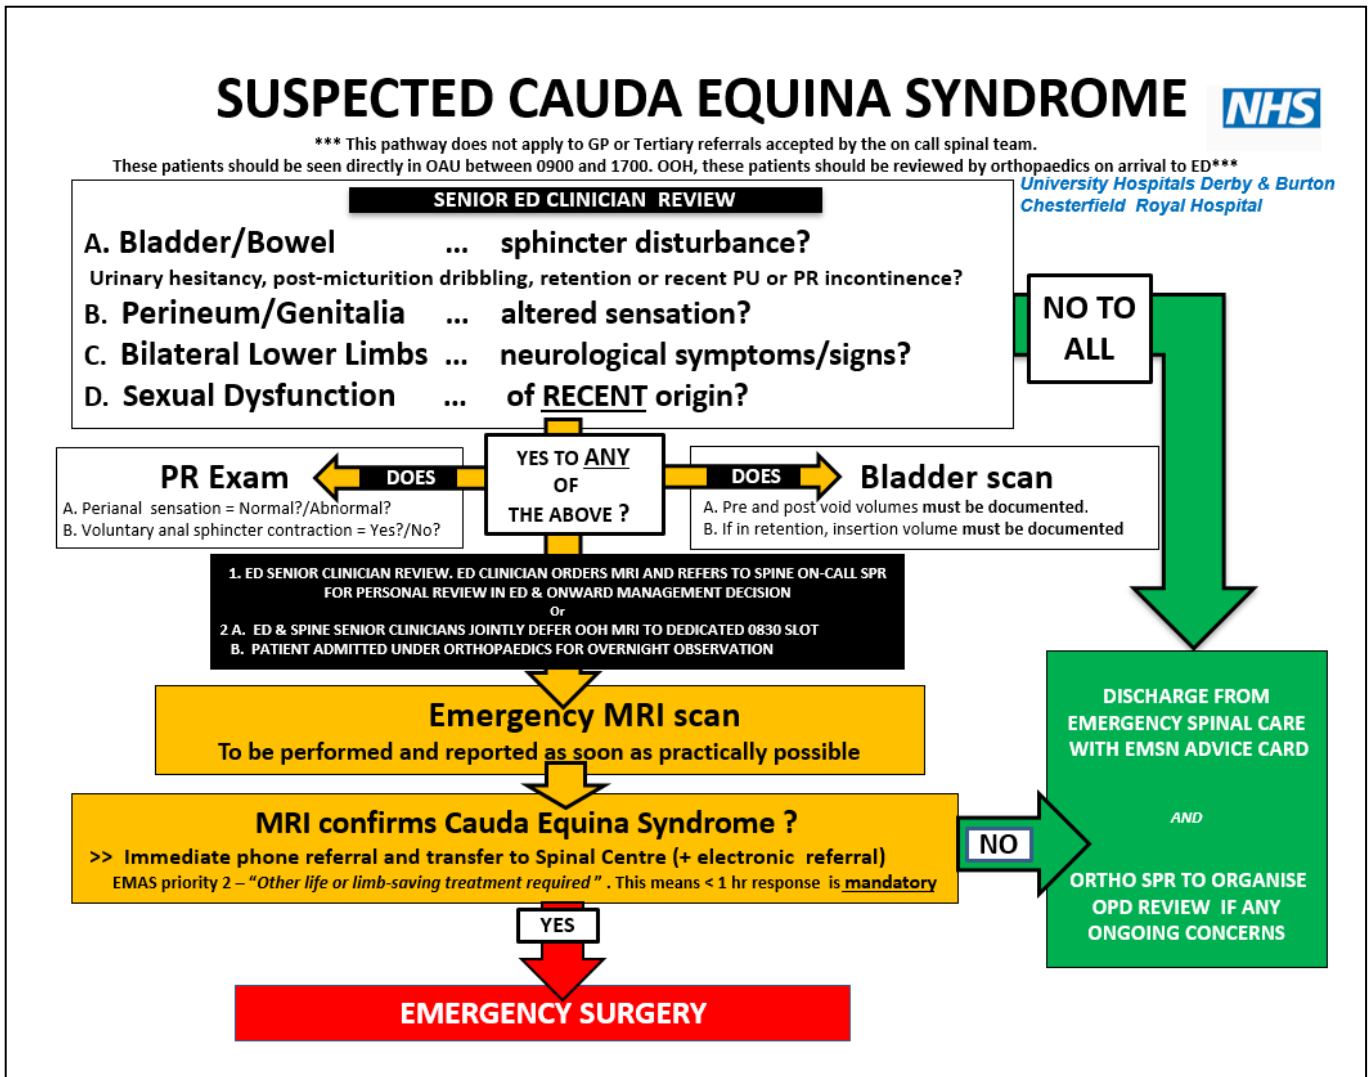 SUSPECTED CAUDA EQUINA SYNDROME
NHS
*** This pathway does not apply to GP or Tertiary referrals accepted by the on call spinal team.
These patients should be seen directly in OAU between 0900 and 1700. OOH, these patients should be reviewed by orthopaedics on arrival to ED***
University Hospitals Derby & Burton
Chesterfield Royal Hospital
SENIOR ED CLINICIAN REVIEW
A. Bladder/Bowel ... sphincter disturbance?
Urinary hesitancy, post-micturition dribbling, retention or recent PU or PR incontinence?
B. Perineum/Genitalia ... altered sensation?
C. Bilateral Lower Limbs ... neurological symptoms/signs?
D. Sexual Dysfunction ... of RECENT origin?
NO TO
ALL
YES TO ANY
OF
THE ABOVE ?
DOES
PR Exam
A. Perianal sensation = Normal?/Abnormal?
B. Voluntary anal sphincter contraction = Yes?/No?
DOES
Bladder scan
A. Pre and post void volumes must be documented.
B. If in retention, insertion volume must be documented
1. ED SENIOR CLINICIAN REVIEW. ED CLINICIAN ORDERS MRI AND REFERS TO SPINE ON-CALL SPR
FOR PERSONAL REVIEW IN ED & ONWARD MANAGEMENT DECISION
Or
2 A. ED & SPINE SENIOR CLINICIANS JOINTLY DEFER OOH MRI TO DEDICATED 0830 SLOT
B. PATIENT ADMITTED UNDER ORTHOPAEDICS FOR OVERNIGHT OBSERVATION
Emergency MRI scan
To be performed and reported as soon as practically possible
MRI confirms Cauda Equina Syndrome ?
>> Immediate phone referral and transfer to Spinal Centre (+ electronic referral)
EMAS priority 2 – “Other life or limb-saving treatment required” . This means < 1 hr response is mandatory
NO
DISCHARGE FROM
EMERGENCY SPINAL CARE
WITH EMSN ADVICE CARD
AND
ORTHO SPR TO ORGANISE
OPD REVIEW IF ANY
ONGOING CONCERNS
YES
EMERGENCY SURGERY